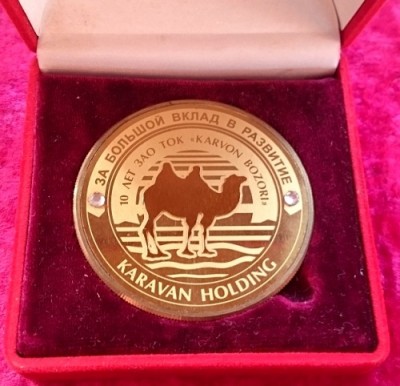 ЗА БОЛЬШОЙ ВКЛАД В РАЗВИТИЕ
10 ЛЕТ ЗАО ТОК «KARVON BOZORI»
KARAVAN HOLDING